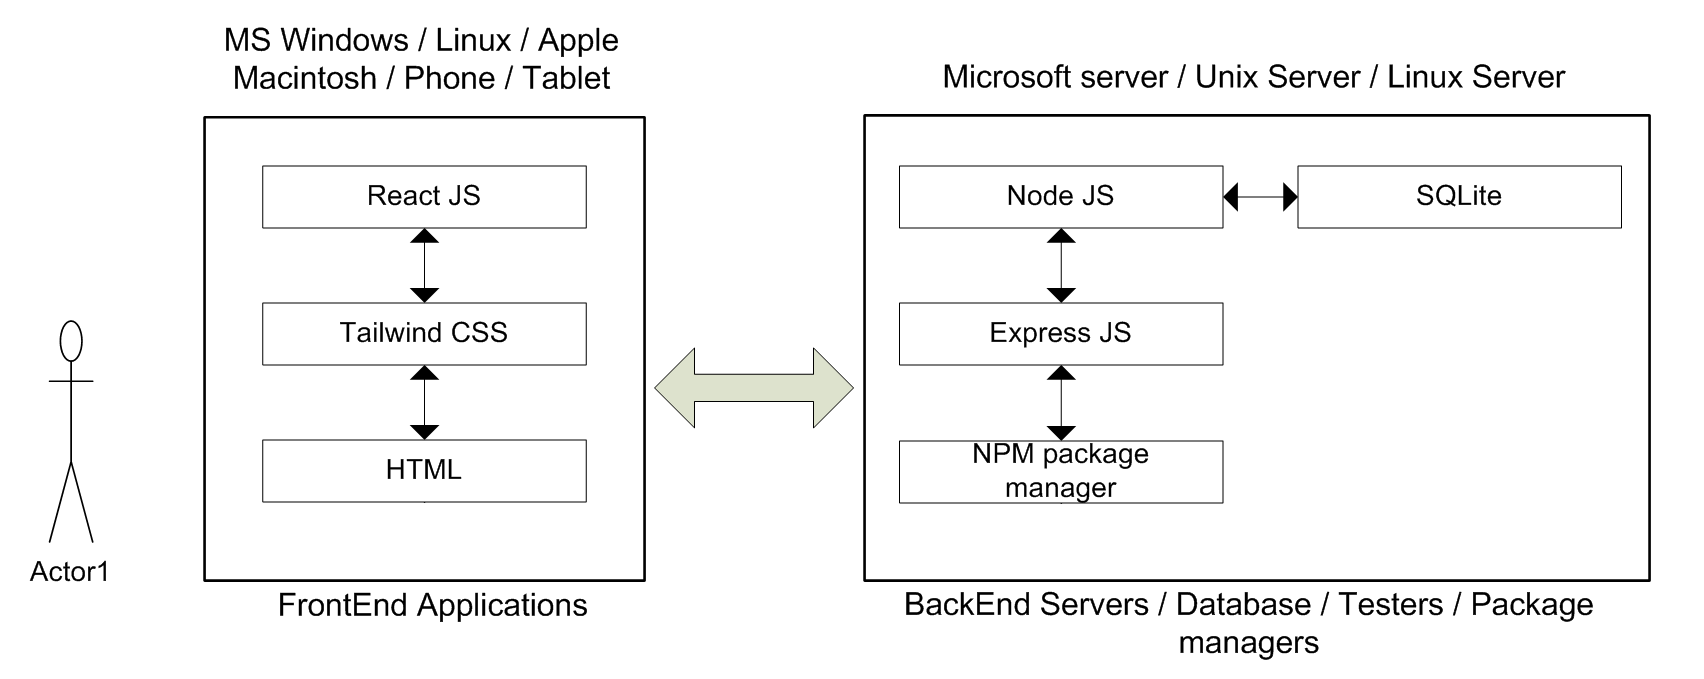 MS Windows / Linux / Apple
Macintosh / Phone / Tablet
React JS
Tailwind CSS
HTML
Actor1
FrontEnd Applications
Microsoft server / Unix Server / Linux Server
Node JS
SQLite
Express JS
NPM package
manager
BackEnd Servers / Database / Testers / Package
managers